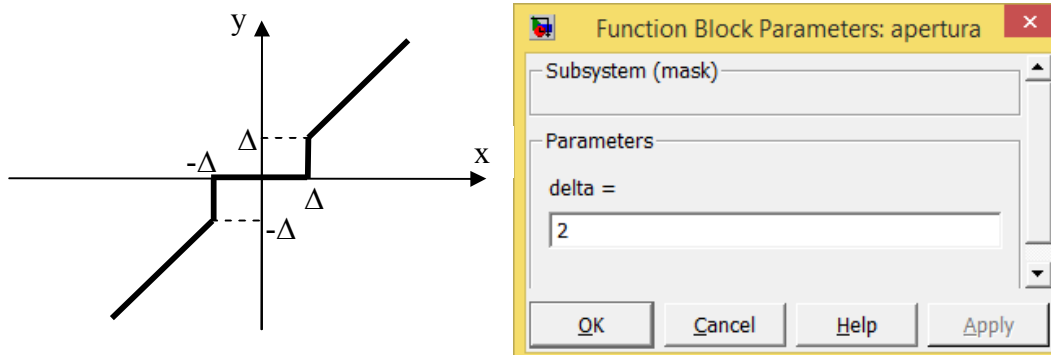 y
x
Δ
-Δ
Δ
-Δ
Function Block Parameters: apertura
Subsystem (mask)
Parameters
delta =
2
OK
Cancel
Help
Apply